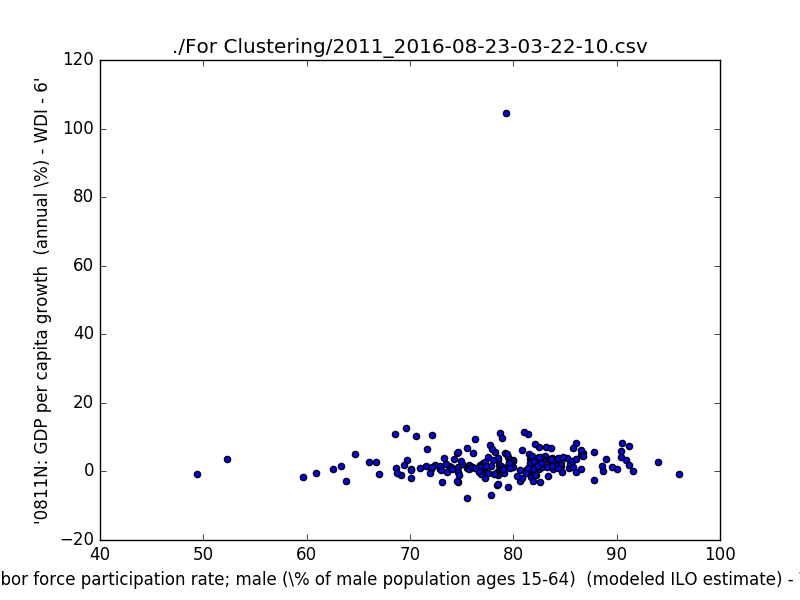 ./For Clustering/2011_2016-08-23-03-22-10.csv
120
100
80
60
40
20
0
−20
'0811N: GDP per capita growth  (annual \%) - WDI - 6'
40 50 60 70 80 90 100
force participation rate; male (\% of male population ages 15-64)  (modeled ILO estimate) -